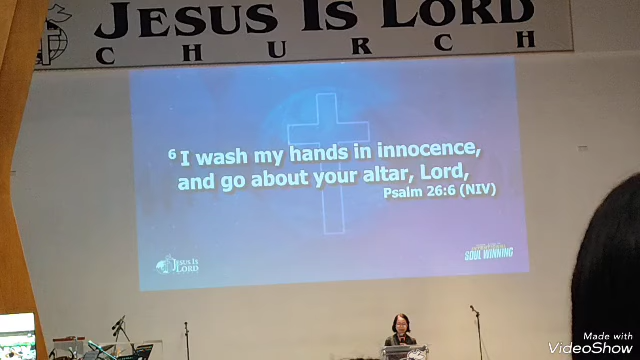 JESUS IS LORD
CHURCH
6 I wash my hands in innocence,
and go about your altar, Lord,
Psalm 26:6 (NIV)
JESUS IS
LORD
SOUL WINNING
Made with
VideoShow